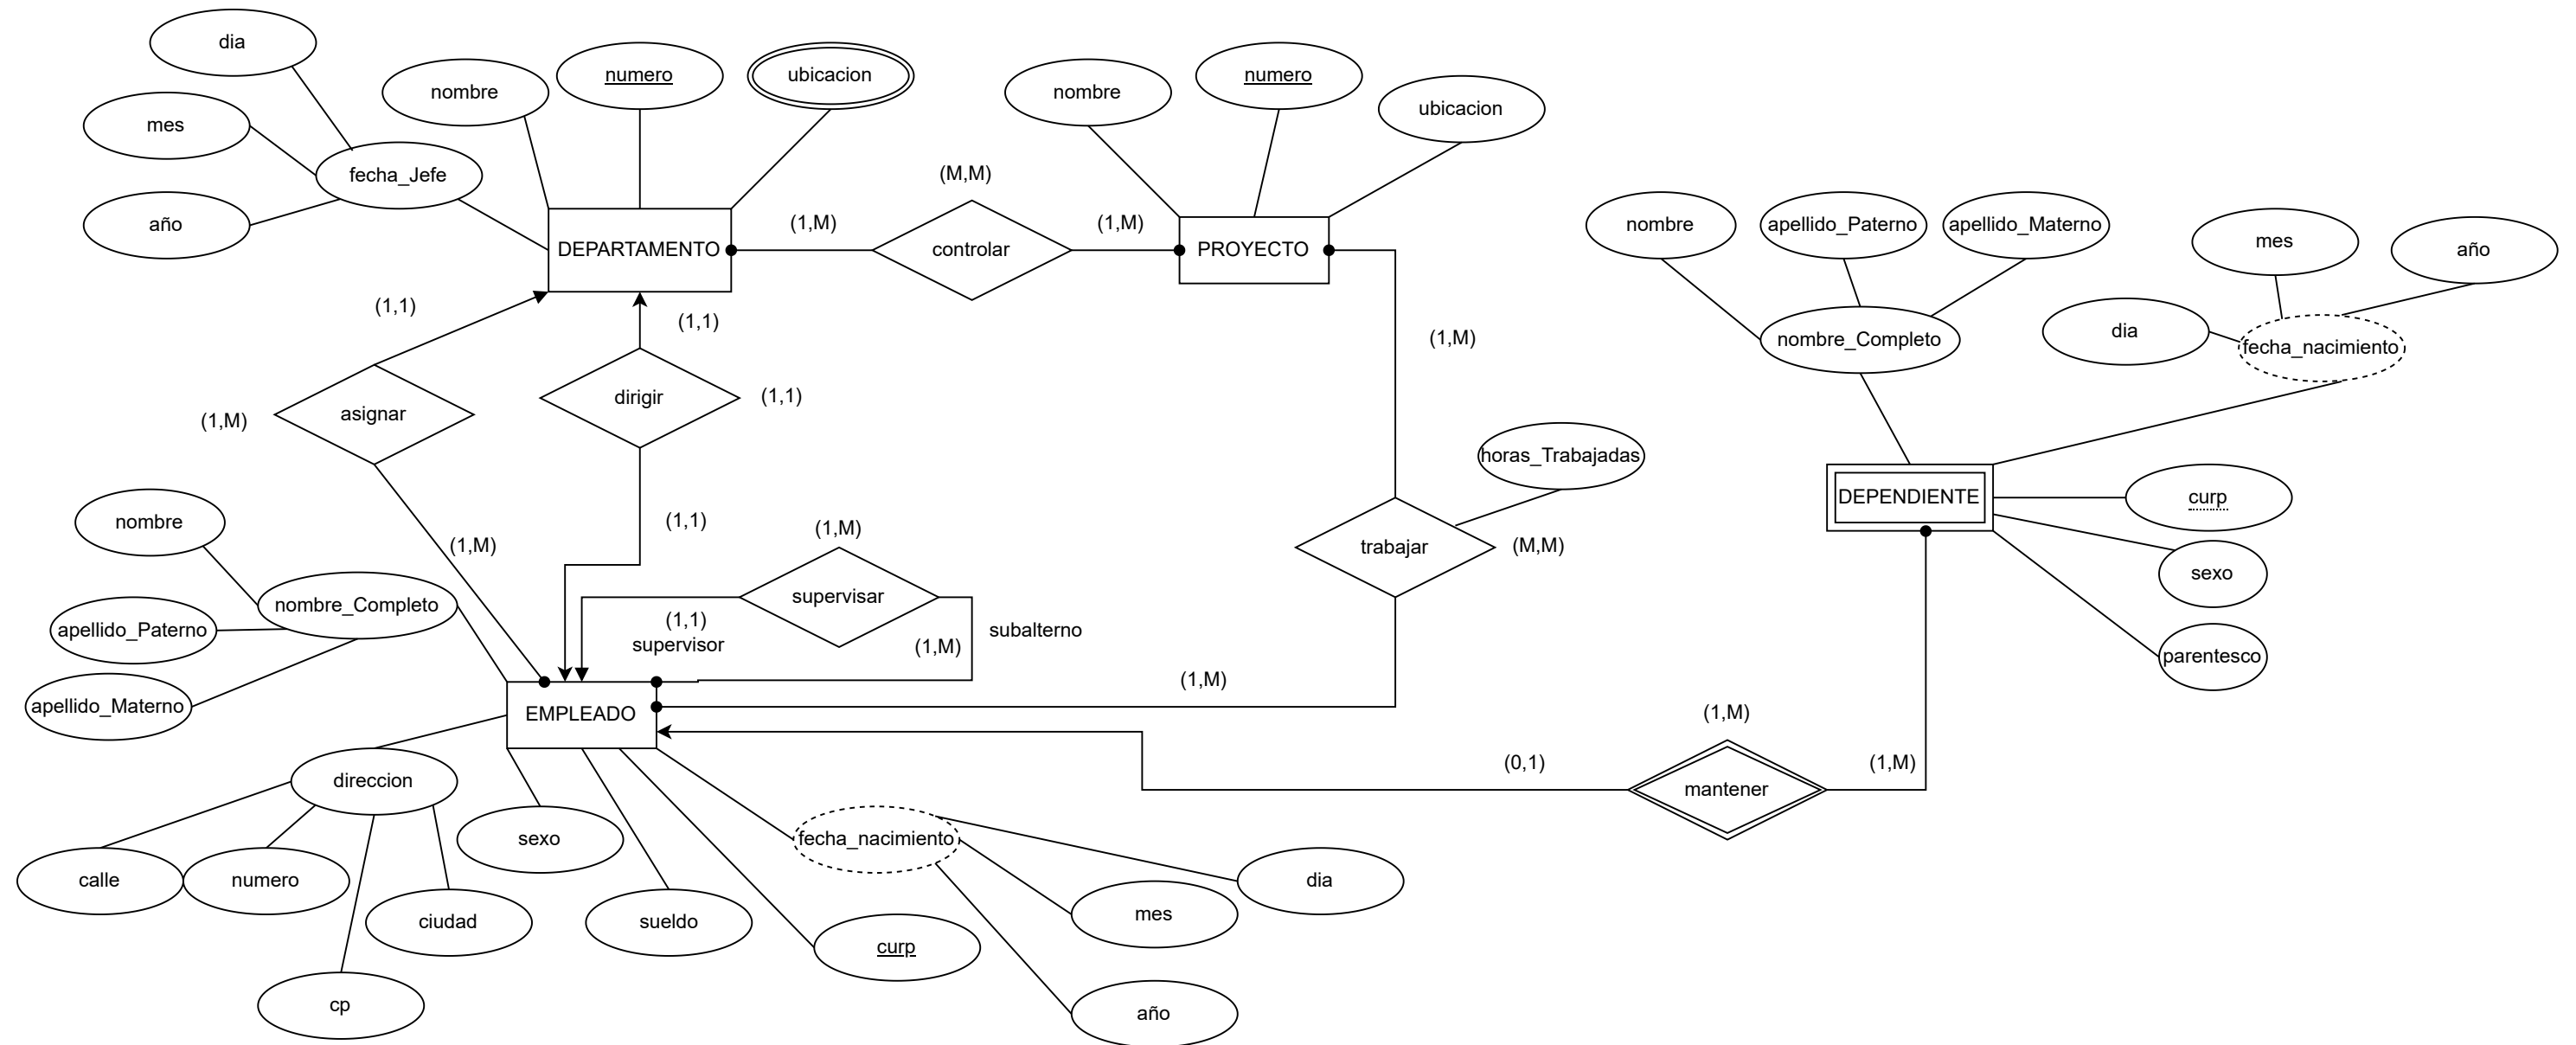 dia
nombre
numero
ubicacion
mes
fecha_Jefe
año
nombre
numero
ubicacion
DEPARTAMENTO
(1,M)
(M,M)
controlar
(1,M)
PROYECTO
nombre
apellido_Paterno
apellido_Materno
nombre_Completo
mes
año
dia
fecha_nacimiento
(1,1)
(1,1)
(1,M)
asignar
dirigir
(1,1)
(1,M)
horas_Trabajadas
DEPENDIENTE
curp
sexo
parentesco
nombre
(1,M)
(1,1)
(1,M)
supervisar
trabajar
(M,M)
nombre_Completo
apellido_Paterno
apellido_Materno
(1,1)
supervisor
(1,M)
subalterno
(1,M)
EMPLEADO
(1,M)
(0,1)
mantener
(1,M)
direccion
calle
numero
ciudad
cp
sexo
sueldo
curp
fecha_nacimiento
dia
mes
año